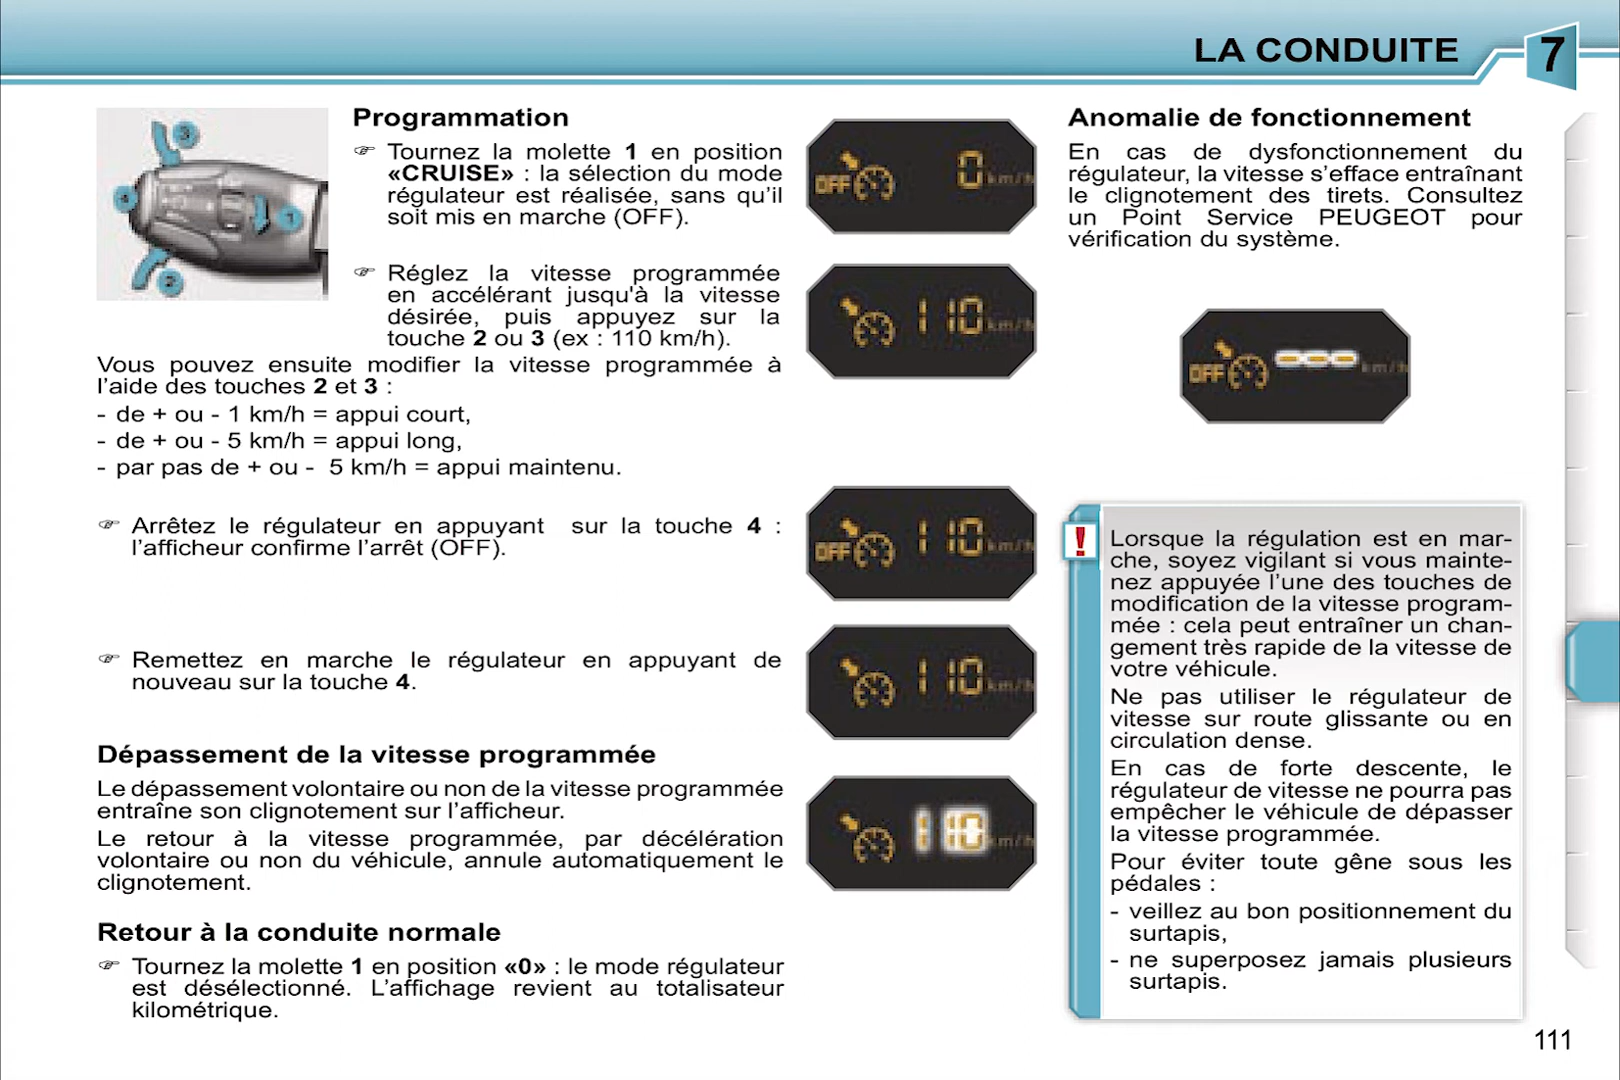 LA CONDUITE
7
Programmation
☞ Tournez la molette 1 en position
«CRUISE» : la sélection du mode
régulateur est réalisée, sans qu’il
soit mis en marche (OFF).
☞ Réglez la vitesse programmée
en accélérant jusqu'à la vitesse
désirée, puis appuyez sur la
touche 2 ou 3 (ex : 110 km/h).
3
4
1
2
Vous pouvez ensuite modifier la vitesse programmée à
l’aide des touches 2 et 3 :
- de + ou - 1 km/h = appui court,
- de + ou - 5 km/h = appui long,
- par pas de + ou - 5 km/h = appui maintenu.
☞ Arrêtez le régulateur en appuyant sur la touche 4 :
l’afficheur confirme l’arrêt (OFF).
☞ Remettez en marche le régulateur en appuyant de
nouveau sur la touche 4.
Dépassement de la vitesse programmée
Le dépassement volontaire ou non de la vitesse programmée
entraîne son clignotement sur l’afficheur.
Le retour à la vitesse programmée, par décélération
volontaire ou non du véhicule, annule automatiquement le
clignotement.
Retour à la conduite normale
☞ Tournez la molette 1 en position «0» : le mode régulateur
est désélectionné. L’affichage revient au totalisateur
kilométrique.
OFF 0 km/h
110 km/h
OFF 110 km/h
110 km/h
110 km/h
Anomalie de fonctionnement
En cas de dysfonctionnement du
régulateur, la vitesse s’efface entraînant
le clignotement des tirets. Consultez
un Point Service PEUGEOT pour
vérification du système.
OFF --- km/h
!
Lorsque la régulation est en mar-
che, soyez vigilant si vous mainte-
nez appuyée l’une des touches de
modification de la vitesse program-
mée : cela peut entraîner un chan-
gement très rapide de la vitesse de
votre véhicule.
Ne pas utiliser le régulateur de
vitesse sur route glissante ou en
circulation dense.
En cas de forte descente, le
régulateur de vitesse ne pourra pas
empêcher le véhicule de dépasser
la vitesse programmée.
Pour éviter toute gêne sous les
pédales :
- veillez au bon positionnement du
surtapis,
- ne superposez jamais plusieurs
surtapis.
111